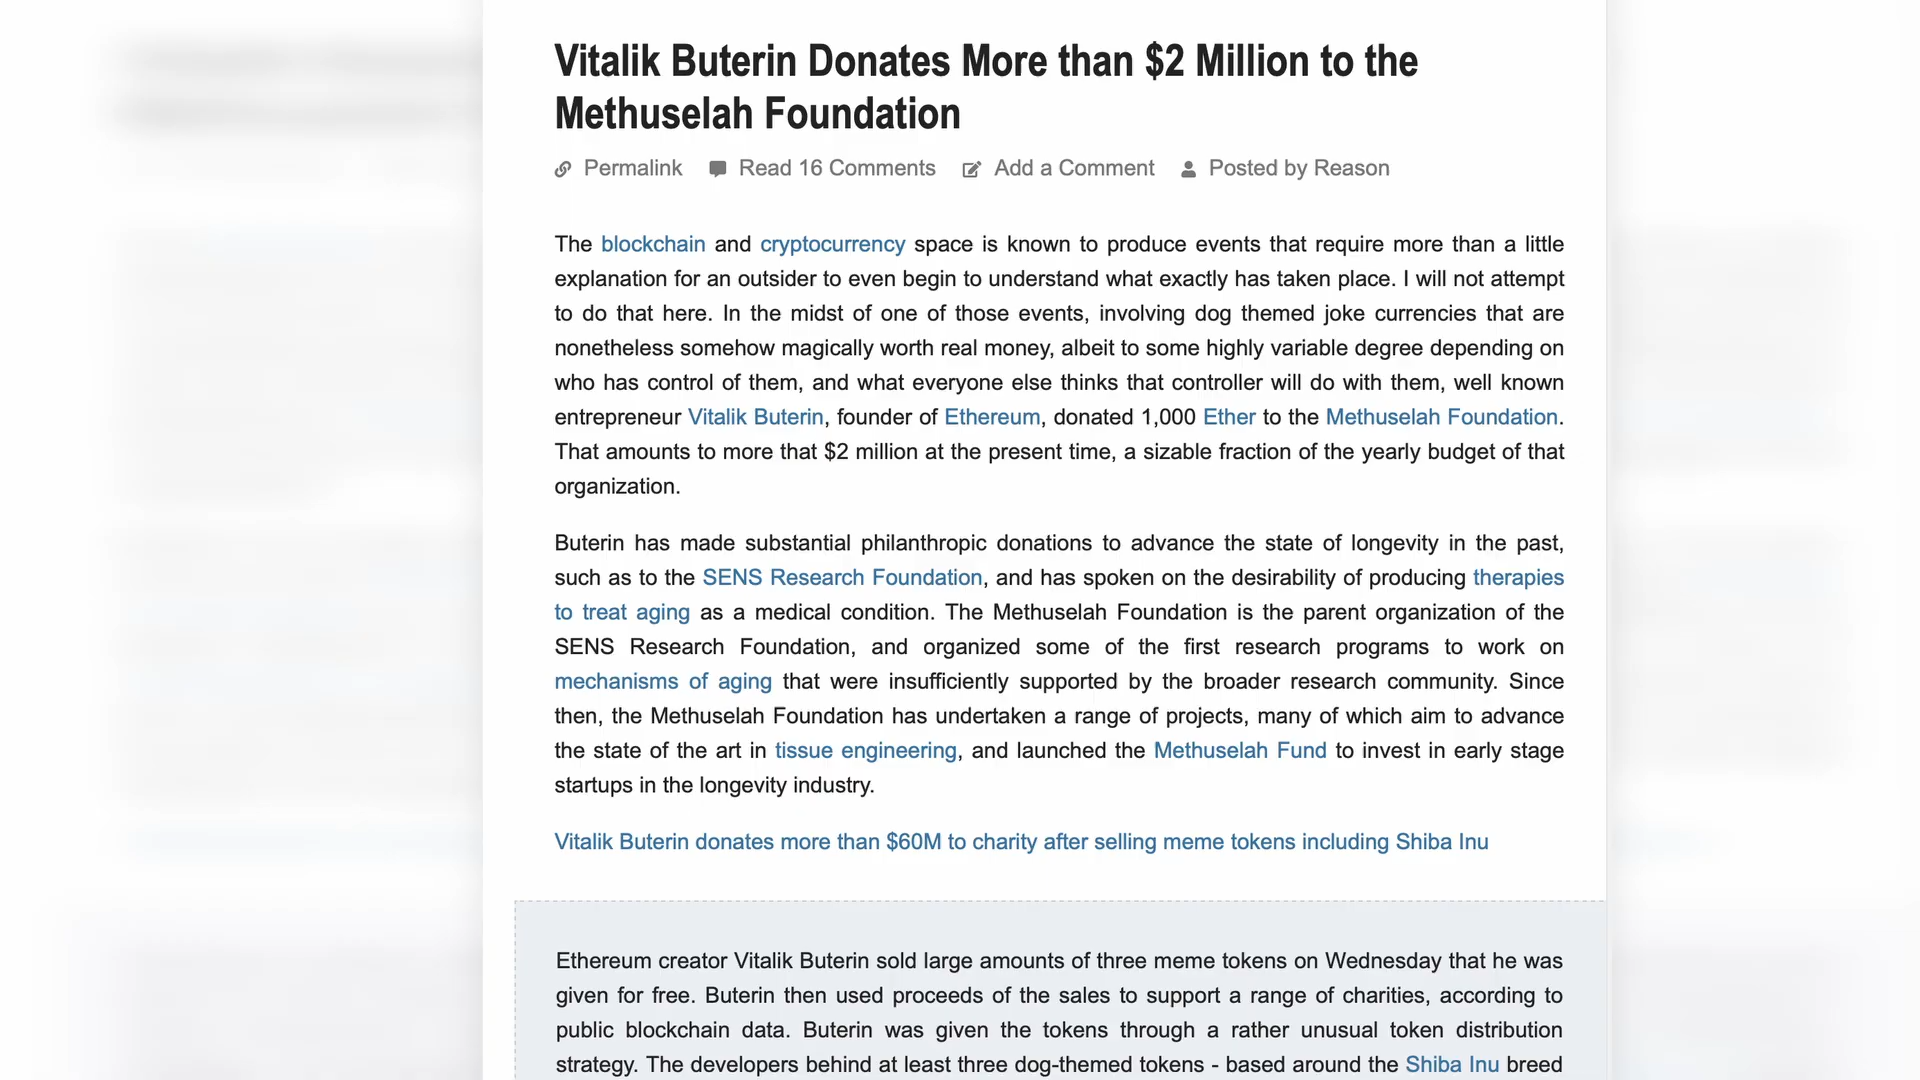 Vitalik Buterin Donates More than $2 Million to the
Methuselah Foundation
Permalink Read 16 Comments Add a Comment Posted by Reason
The blockchain and cryptocurrency space is known to produce events that require more than a little
explanation for an outsider to even begin to understand what exactly has taken place. I will not attempt
to do that here. In the midst of one of those events, involving dog themed joke currencies that are
nonetheless somehow magically worth real money, albeit to some highly variable degree depending on
who has control of them, and what everyone else thinks that controller will do with them, well known
entrepreneur Vitalik Buterin, founder of Ethereum, donated 1,000 Ether to the Methuselah Foundation.
That amounts to more that $2 million at the present time, a sizable fraction of the yearly budget of that
organization.
Buterin has made substantial philanthropic donations to advance the state of longevity in the past,
such as to the SENS Research Foundation, and has spoken on the desirability of producing therapies
to treat aging as a medical condition. The Methuselah Foundation is the parent organization of the
SENS Research Foundation, and organized some of the first research programs to work on
mechanisms of aging that were insufficiently supported by the broader research community. Since
then, the Methuselah Foundation has undertaken a range of projects, many of which aim to advance
the state of the art in tissue engineering, and launched the Methuselah Fund to invest in early stage
startups in the longevity industry.
Vitalik Buterin donates more than $60M to charity after selling meme tokens including Shiba Inu
Ethereum creator Vitalik Buterin sold large amounts of three meme tokens on Wednesday that he was
given for free. Buterin then used proceeds of the sales to support a range of charities, according to
public blockchain data. Buterin was given the tokens through a rather unusual token distribution
strategy. The developers behind at least three dog-themed tokens - based around the Shiba Inu breed